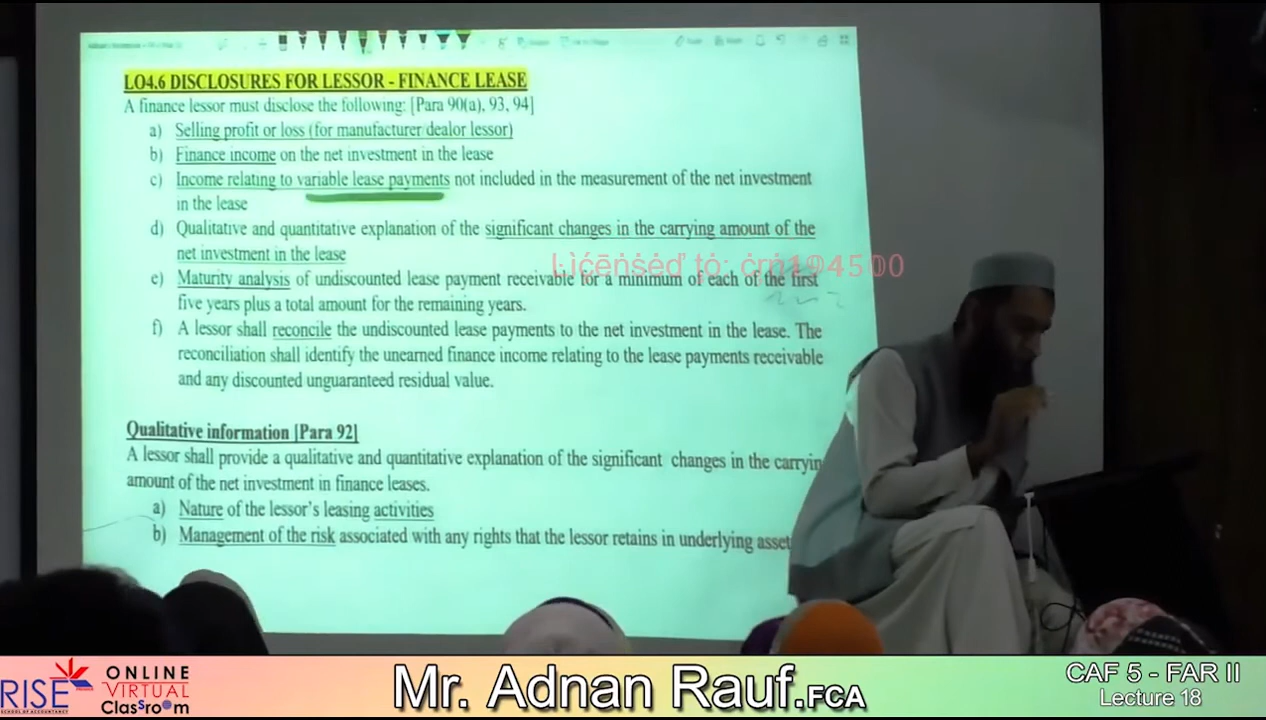 LO4.6 DISCLOSURES FOR LESSOR - FINANCE LEASE
A finance lessor must disclose the following: [Para 90(a), 93, 94]
a) Selling profit or loss (for manufacturer dealor lessor)
b) Finance income on the net investment in the lease
c) Income relating to variable lease payments not included in the measurement of the net investment
in the lease
d) Qualitative and quantitative explanation of the significant changes in the carrying amount of the
net investment in the lease
Licensed to: crn194500
e) Maturity analysis of undiscounted lease payment receivable for a minimum of each of the first
five years plus a total amount for the remaining years.
f) A lessor shall reconcile the undiscounted lease payments to the net investment in the lease. The
reconciliation shall identify the unearned finance income relating to the lease payments receivable
and any discounted unguaranteed residual value.
Qualitative information [Para 92]
A lessor shall provide a qualitative and quantitative explanation of the significant changes in the carryin
amount of the net investment in finance leases.
a) Nature of the lessor's leasing activities
b) Management of the risk associated with any rights that the lessor retains in underlying asset
RISE
ONLINE
VIRTUAL
Classroom
Mr. Adnan Rauf.FCA
CAF 5 - FAR II
Lecture 18